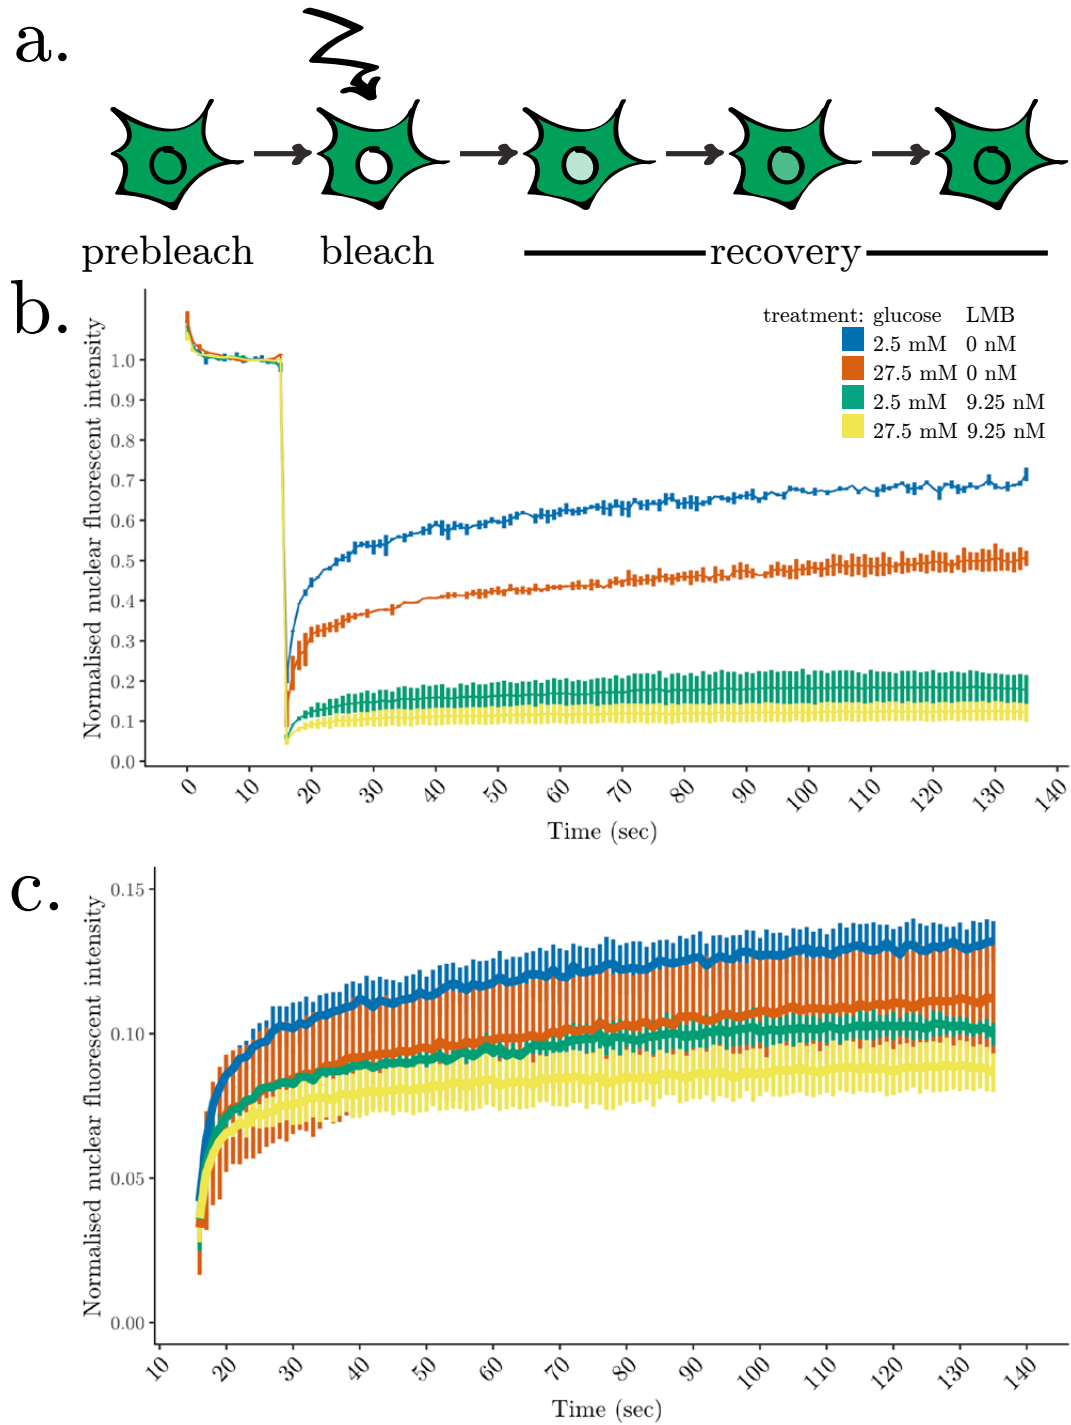 a.
prebleach bleach recovery
b.
treatment: glucose LMB
2.5 mM 0 nM
27.5 mM 0 nM
2.5 mM 9.25 nM
27.5 mM 9.25 nM
Normalised nuclear fluorescent intensity
1.0
0.9
0.8
0.7
0.6
0.5
0.4
0.3
0.2
0.1
0.0
0 10 20 30 40 50 60 70 80 90 100 110 120 130 140
Time (sec)
c.
Normalised nuclear fluorescent intensity
0.15
0.10
0.05
0.00
10 20 30 40 50 60 70 80 90 100 110 120 130 140
Time (sec)